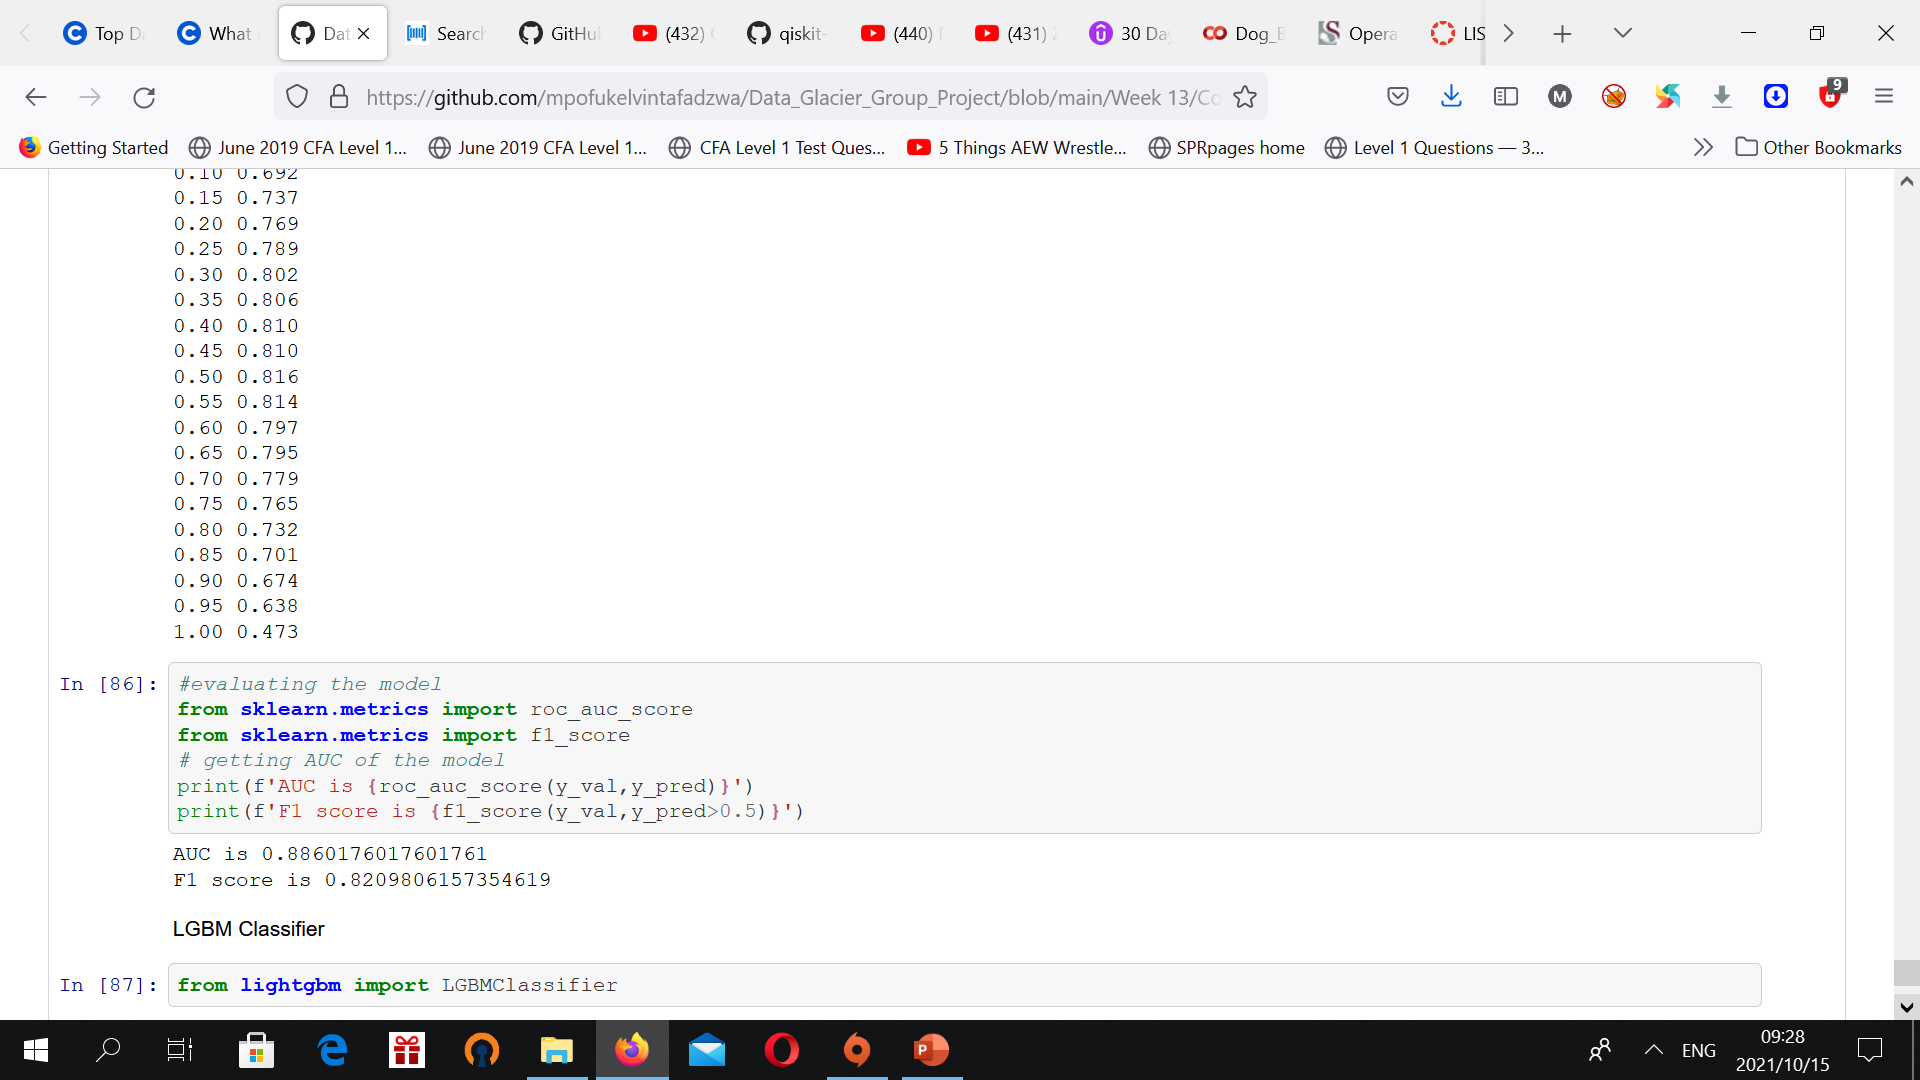 Top D
What
Dat
Search
GitHu
(432)
qiskit-
(440)
(431)
30 Da
Dog_B
Opera
LIS
https://github.com/mpofukelvintafadzwa/Data_Glacier_Group_Project/blob/main/Week 13/Co
M
9
Getting Started
June 2019 CFA Level 1...
June 2019 CFA Level 1...
CFA Level 1 Test Ques...
5 Things AEW Wrestle...
SPRpages home
Level 1 Questions — 3...
Other Bookmarks
0.10 0.692
0.15 0.737
0.20 0.769
0.25 0.789
0.30 0.802
0.35 0.806
0.40 0.810
0.45 0.810
0.50 0.816
0.55 0.814
0.60 0.797
0.65 0.795
0.70 0.779
0.75 0.765
0.80 0.732
0.85 0.701
0.90 0.674
0.95 0.638
1.00 0.473
In [86]:
#evaluating the model
from sklearn.metrics import roc_auc_score
from sklearn.metrics import f1_score
# getting AUC of the model
print(f'AUC is {roc_auc_score(y_val,y_pred)}')
print(f'F1 score is {f1_score(y_val,y_pred>0.5)}')
AUC is 0.8860176017601761
F1 score is 0.8209806157354619
LGBM Classifier
In [87]:
from lightgbm import LGBMClassifier
ENG
09:28
2021/10/15